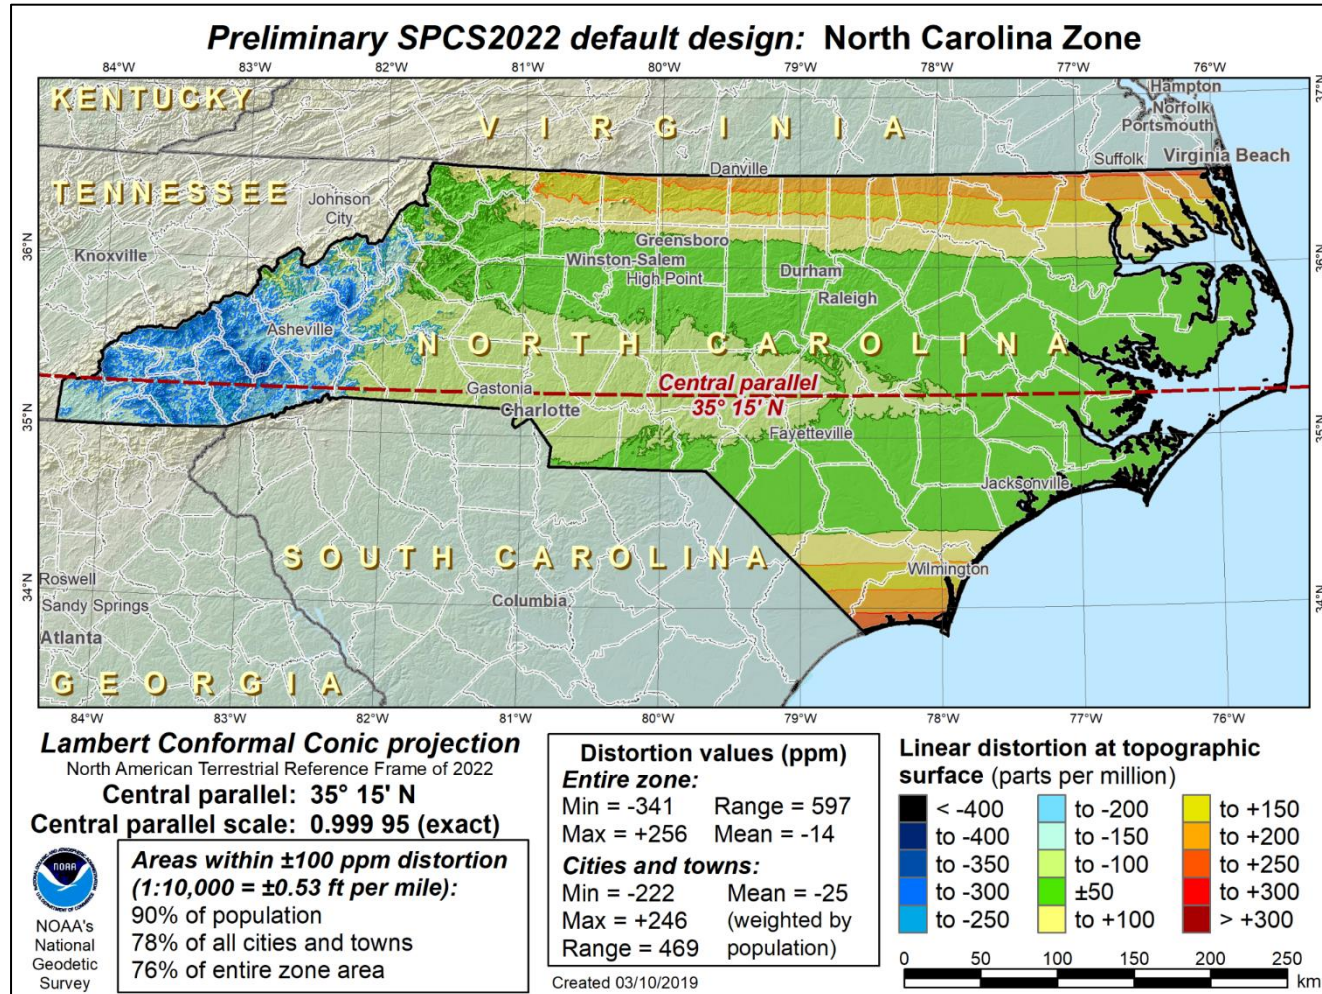 Preliminary SPCS2022 default design: North Carolina Zone
84°W 83°W 82°W 81°W 80°W 79°W 78°W 77°W 76°W
37°N
37°N
KENTUCKY
VIRGINIA
Hampton
Norfolk
Portsmouth
Suffolk
Virginia Beach
Danville
TENNESSEE
Johnson
City
Knoxville
36°N
36°N
Greensboro
Winston-Salem
High Point
Durham
Raleigh
Asheville
NORTH CAROLINA
Gastonia
Charlotte
Central parallel
35° 15' N
Fayetteville
35°N
35°N
Jacksonville
SOUTH CAROLINA
Wilmington
Roswell
Sandy Springs
Columbia
34°N
34°N
Atlanta
GEORGIA
84°W 83°W 82°W 81°W 80°W 79°W 78°W 77°W 76°W
Lambert Conformal Conic projection
North American Terrestrial Reference Frame of 2022
Central parallel: 35° 15' N
Central parallel scale: 0.999 95 (exact)
NOAA
NOAA's
National
Geodetic
Survey
Areas within ±100 ppm distortion
(1:10,000 = ±0.53 ft per mile):
90% of population
78% of all cities and towns
76% of entire zone area
Distortion values (ppm)
Entire zone:
Min = -341 Range = 597
Max = +256 Mean = -14
Cities and towns:
Min = -222 Mean = -25
Max = +246 (weighted by
Range = 469 population)
Created 03/10/2019
Linear distortion at topographic
surface (parts per million)
< -400 to -200 to +150
to -400 to -150 to +200
to -350 to -100 to +250
to -300 ±50 to +300
to -250 to +100 > +300
0 50 100 150 200 250
km